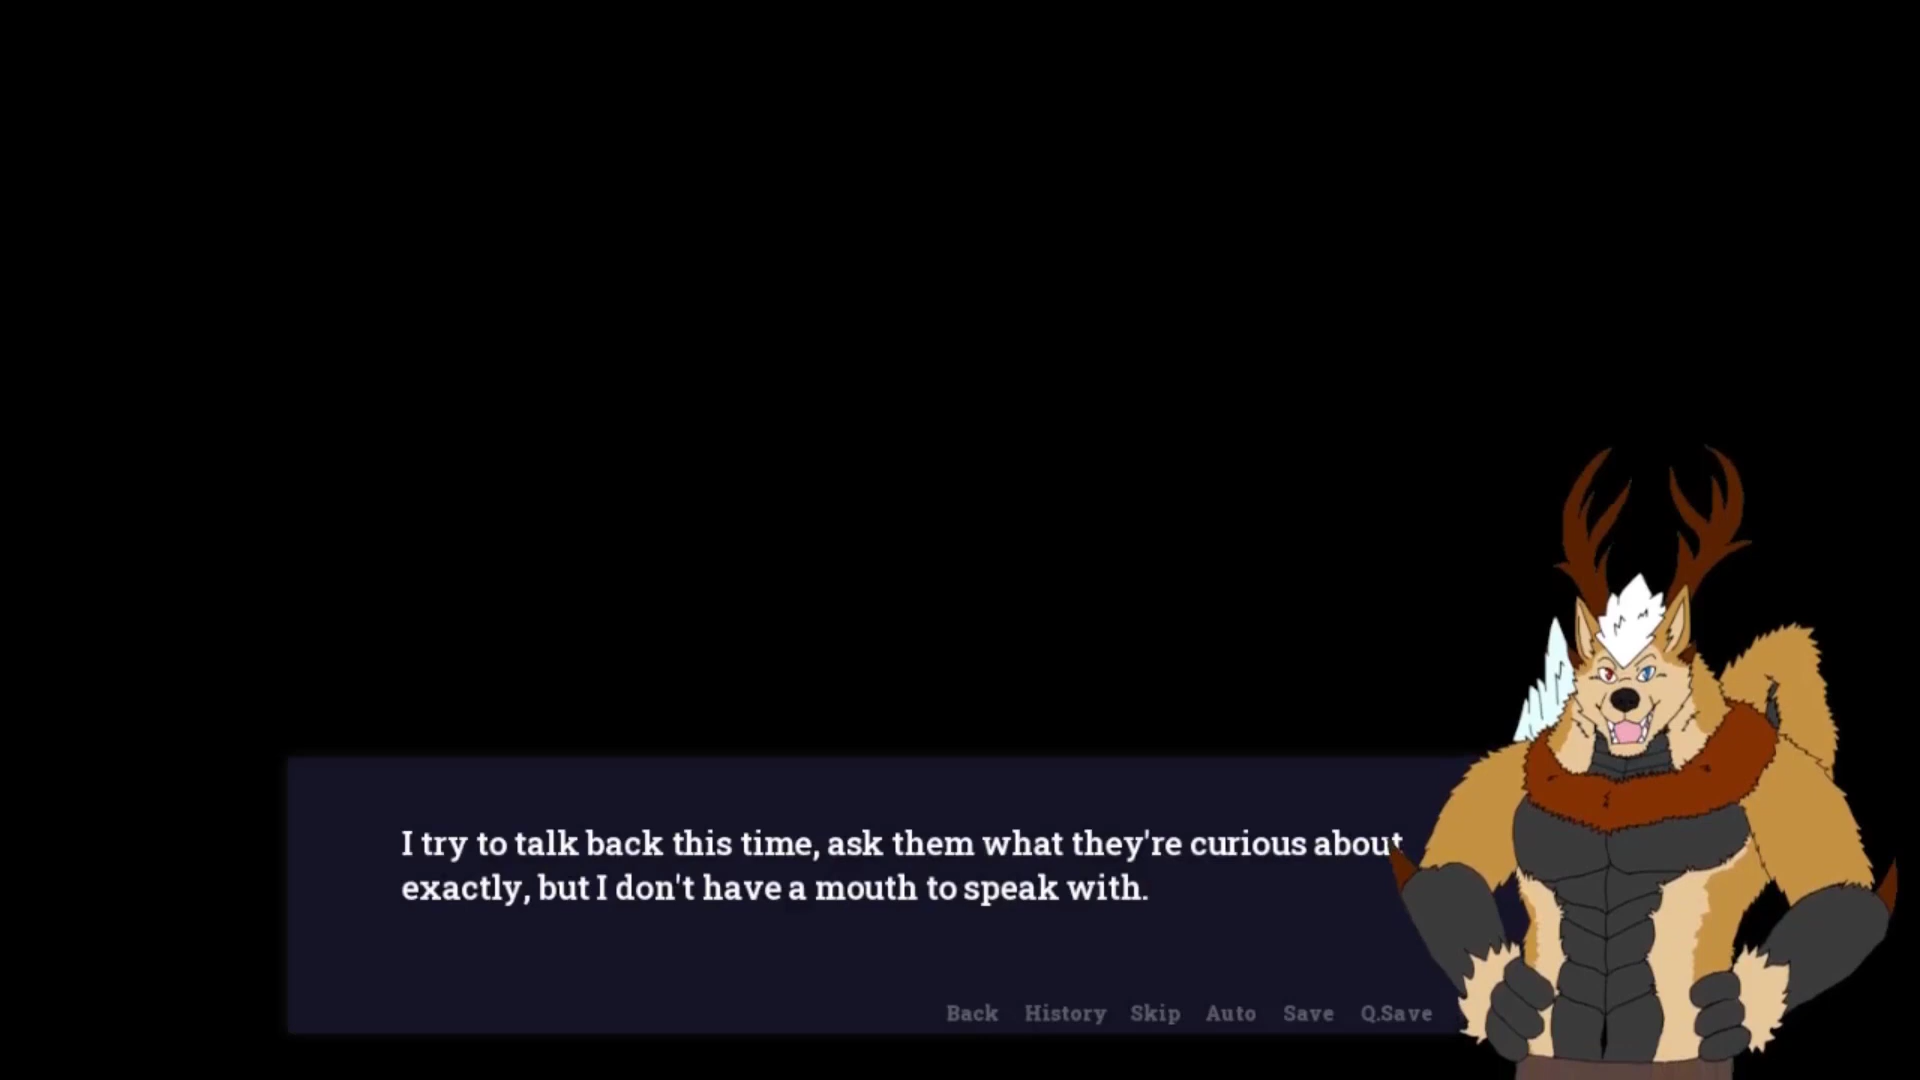 I try to talk back this time, ask them what they're curious about
exactly, but I don't have a mouth to speak with.
Back History Skip Auto Save Q.Save